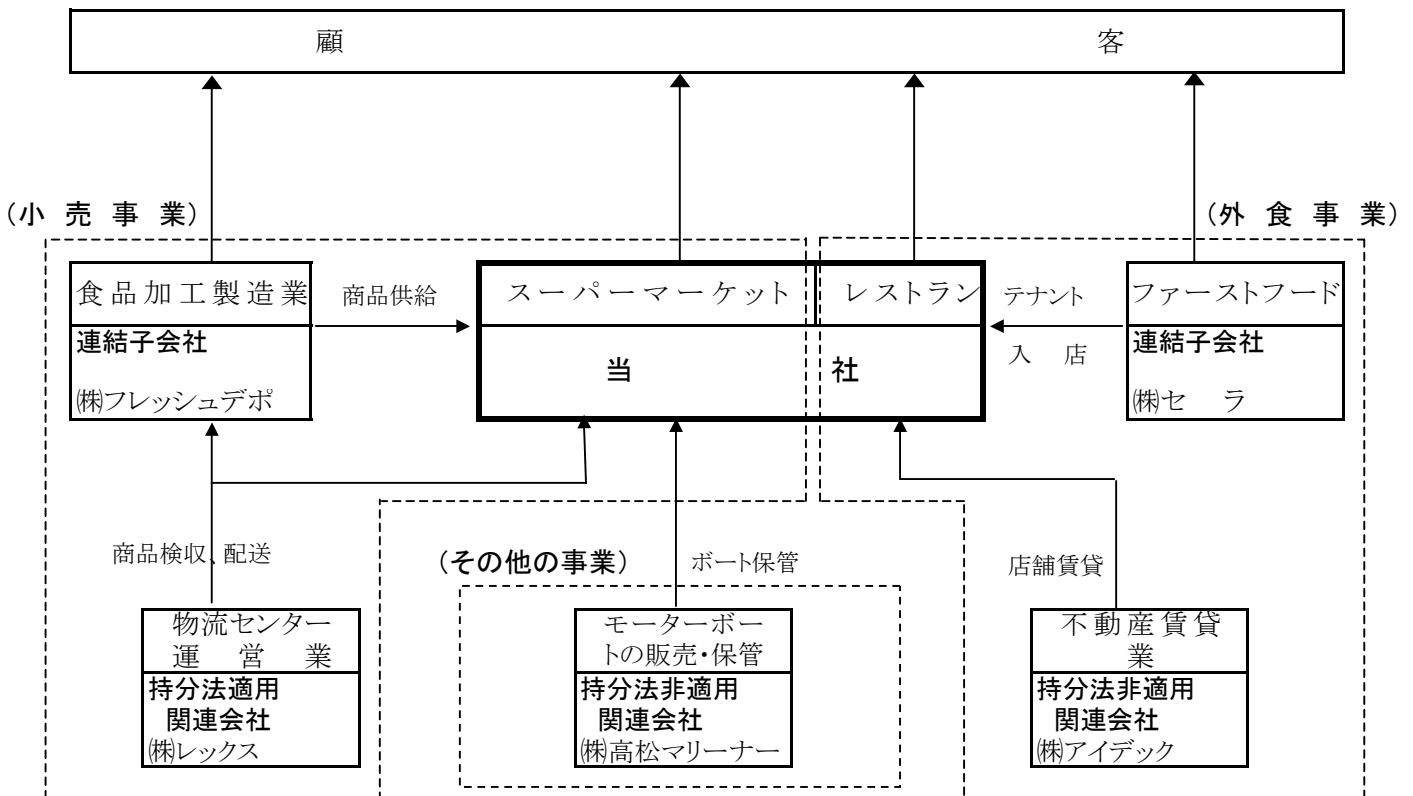 顧客
(小売事業)
(外食事業)
食品加工製造業
商品供給
スーパーマーケット
レストラン
テナント
ファーストフード
連結子会社
当社
入店
連結子会社
㈱フレッシュデポ
㈱セラ
商品検収、配送
(その他の事業)
ボート保管
店舗賃貸
物流センター
運営業
モーターボー
トの販売・保管
不動産賃貸
業
持分法適用
関連会社
㈱レックス
持分法非適用
関連会社
㈱高松マリーナー
持分法非適用
関連会社
㈱アイデック